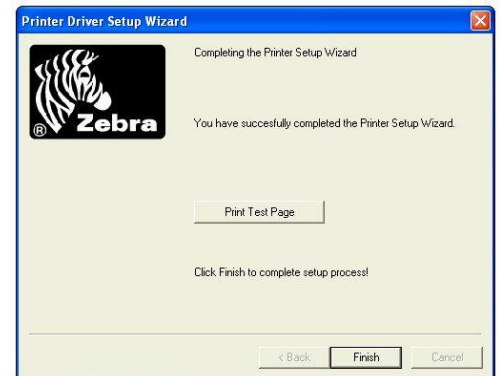 Printer Driver Setup Wizard
Completing the Printer Setup Wizard
® Zebra
You have succesfully completed the Printer Setup Wizard.
Print Test Page
Click Finish to complete setup process!
< Back
Finish
Cancel